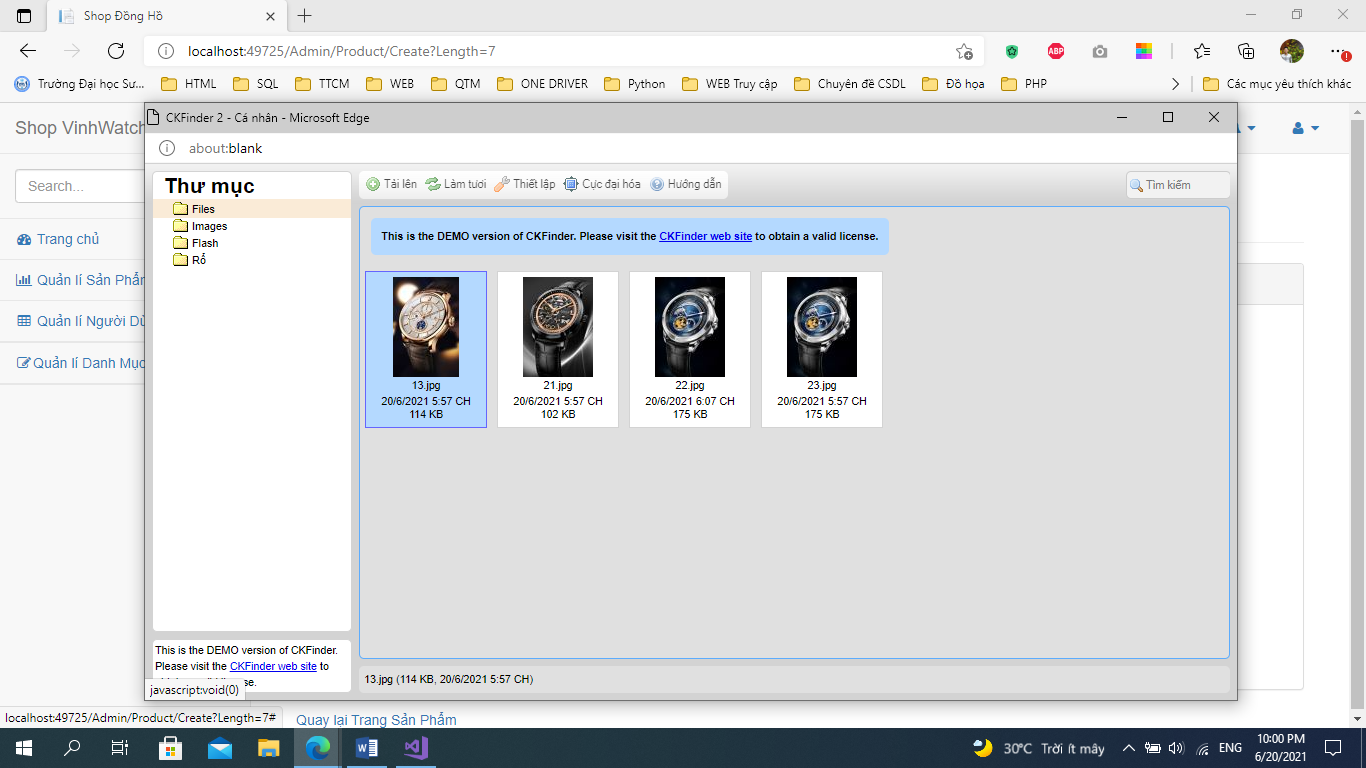 Shop Đồng Hồ
localhost:49725/Admin/Product/Create?Length=7
ABP
Trường Đại học Sư...
HTML
SQL
TTCM
WEB
QTM
ONE DRIVER
Python
WEB Truy cập
Chuyên đề CSDL
Đồ họa
PHP
Các mục yêu thích khác
Shop VinhWatch
CKFinder 2 - Cá nhân - Microsoft Edge
about:blank
Search...
Trang chủ
Quản lí Sản Phẩm
Quản lí Người Dù
Quản lí Danh Mục
Thư mục
Files
Images
Flash
Rổ
Tải lên
Làm tươi
Thiết lập
Cực đại hóa
Hướng dẫn
Tìm kiếm
This is the DEMO version of CKFinder. Please visit the CKFinder web site to obtain a valid license.
13.jpg
20/6/2021 5:57 CH
114 KB
21.jpg
20/6/2021 5:57 CH
102 KB
22.jpg
20/6/2021 6:07 CH
175 KB
23.jpg
20/6/2021 5:57 CH
175 KB
This is the DEMO version of CKFinder.
Please visit the CKFinder web site to
se.
javascript:void(0)
13.jpg (114 KB, 20/6/2021 5:57 CH)
localhost:49725/Admin/Product/Create?Length=7#
Quay lại Trang Sản Phẩm
30°C Trời ít mây
ENG
10:00 PM
6/20/2021